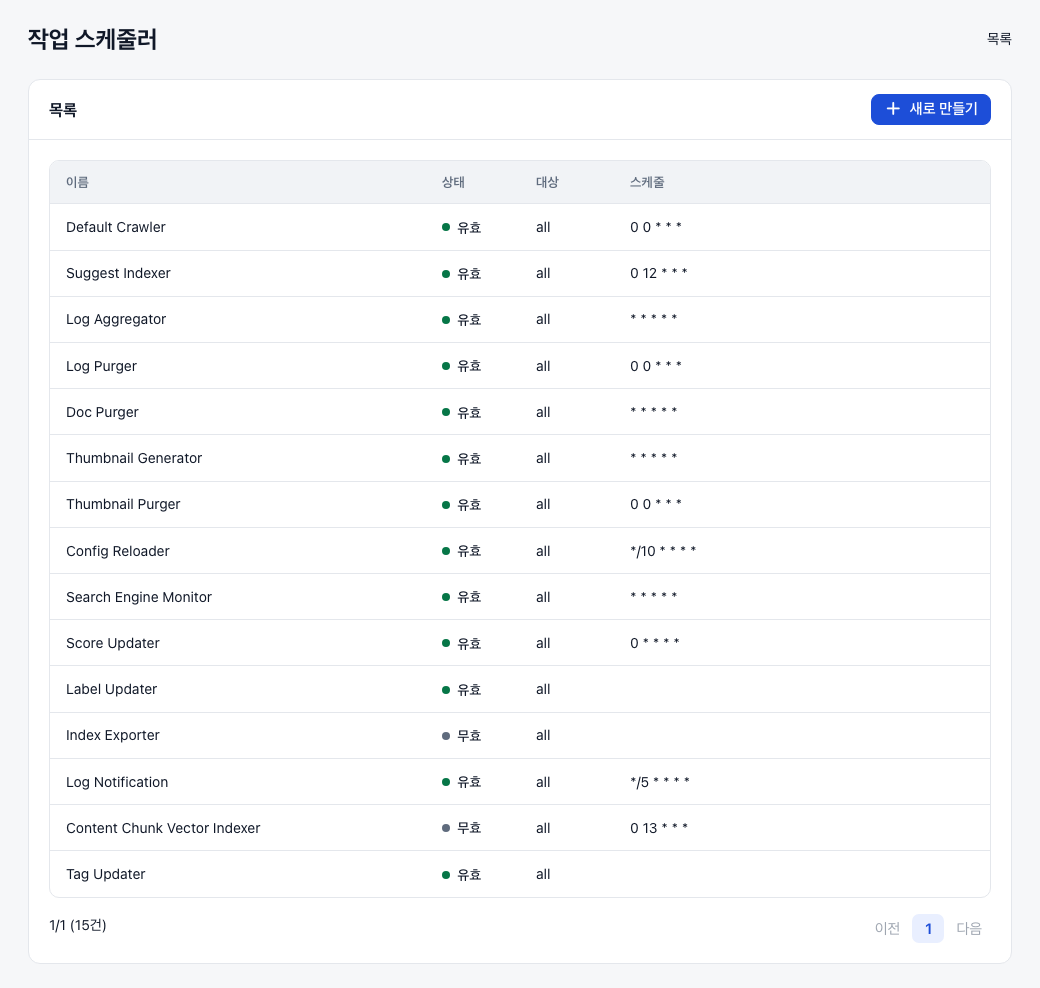 작업 스케줄러
목록
목록
새로 만들기
이름 상태 대상 스케줄
Default Crawler 유효 all 0 0 * * *
Suggest Indexer 유효 all 0 12 * * *
Log Aggregator 유효 all * * * * *
Log Purger 유효 all 0 0 * * *
Doc Purger 유효 all * * * * *
Thumbnail Generator 유효 all * * * * *
Thumbnail Purger 유효 all 0 0 * * *
Config Reloader 유효 all */10 * * * *
Search Engine Monitor 유효 all * * * * *
Score Updater 유효 all 0 * * * *
Label Updater 유효 all
Index Exporter 무효 all
Log Notification 유효 all */5 * * * *
Content Chunk Vector Indexer 무효 all 0 13 * * *
Tag Updater 유효 all
1/1 (15건)
이전 1 다음